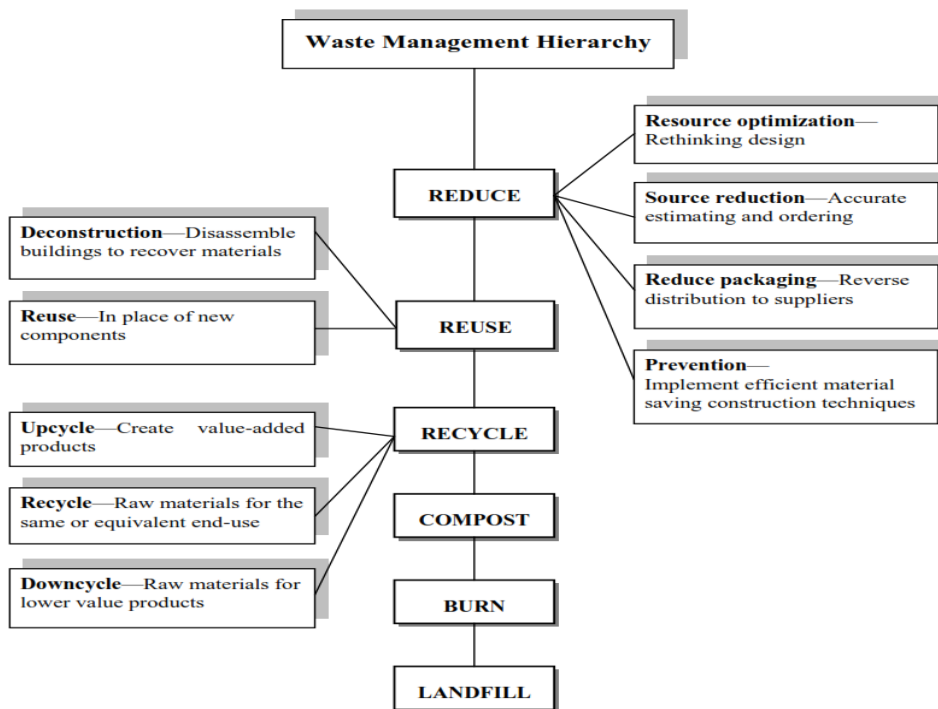 Waste Management Hierarchy
REDUCE
Resource optimization—
Rethinking design
Source reduction—Accurate
estimating and ordering
Reduce packaging—Reverse
distribution to suppliers
Prevention—
Implement efficient material
saving construction techniques
Deconstruction—Disassemble
buildings to recover materials
Reuse—In place of new
components
REUSE
Upcycle—Create value-added
products
Recycle—Raw materials for the
same or equivalent end-use
Downcycle—Raw materials for
lower value products
RECYCLE
COMPOST
BURN
LANDFILL